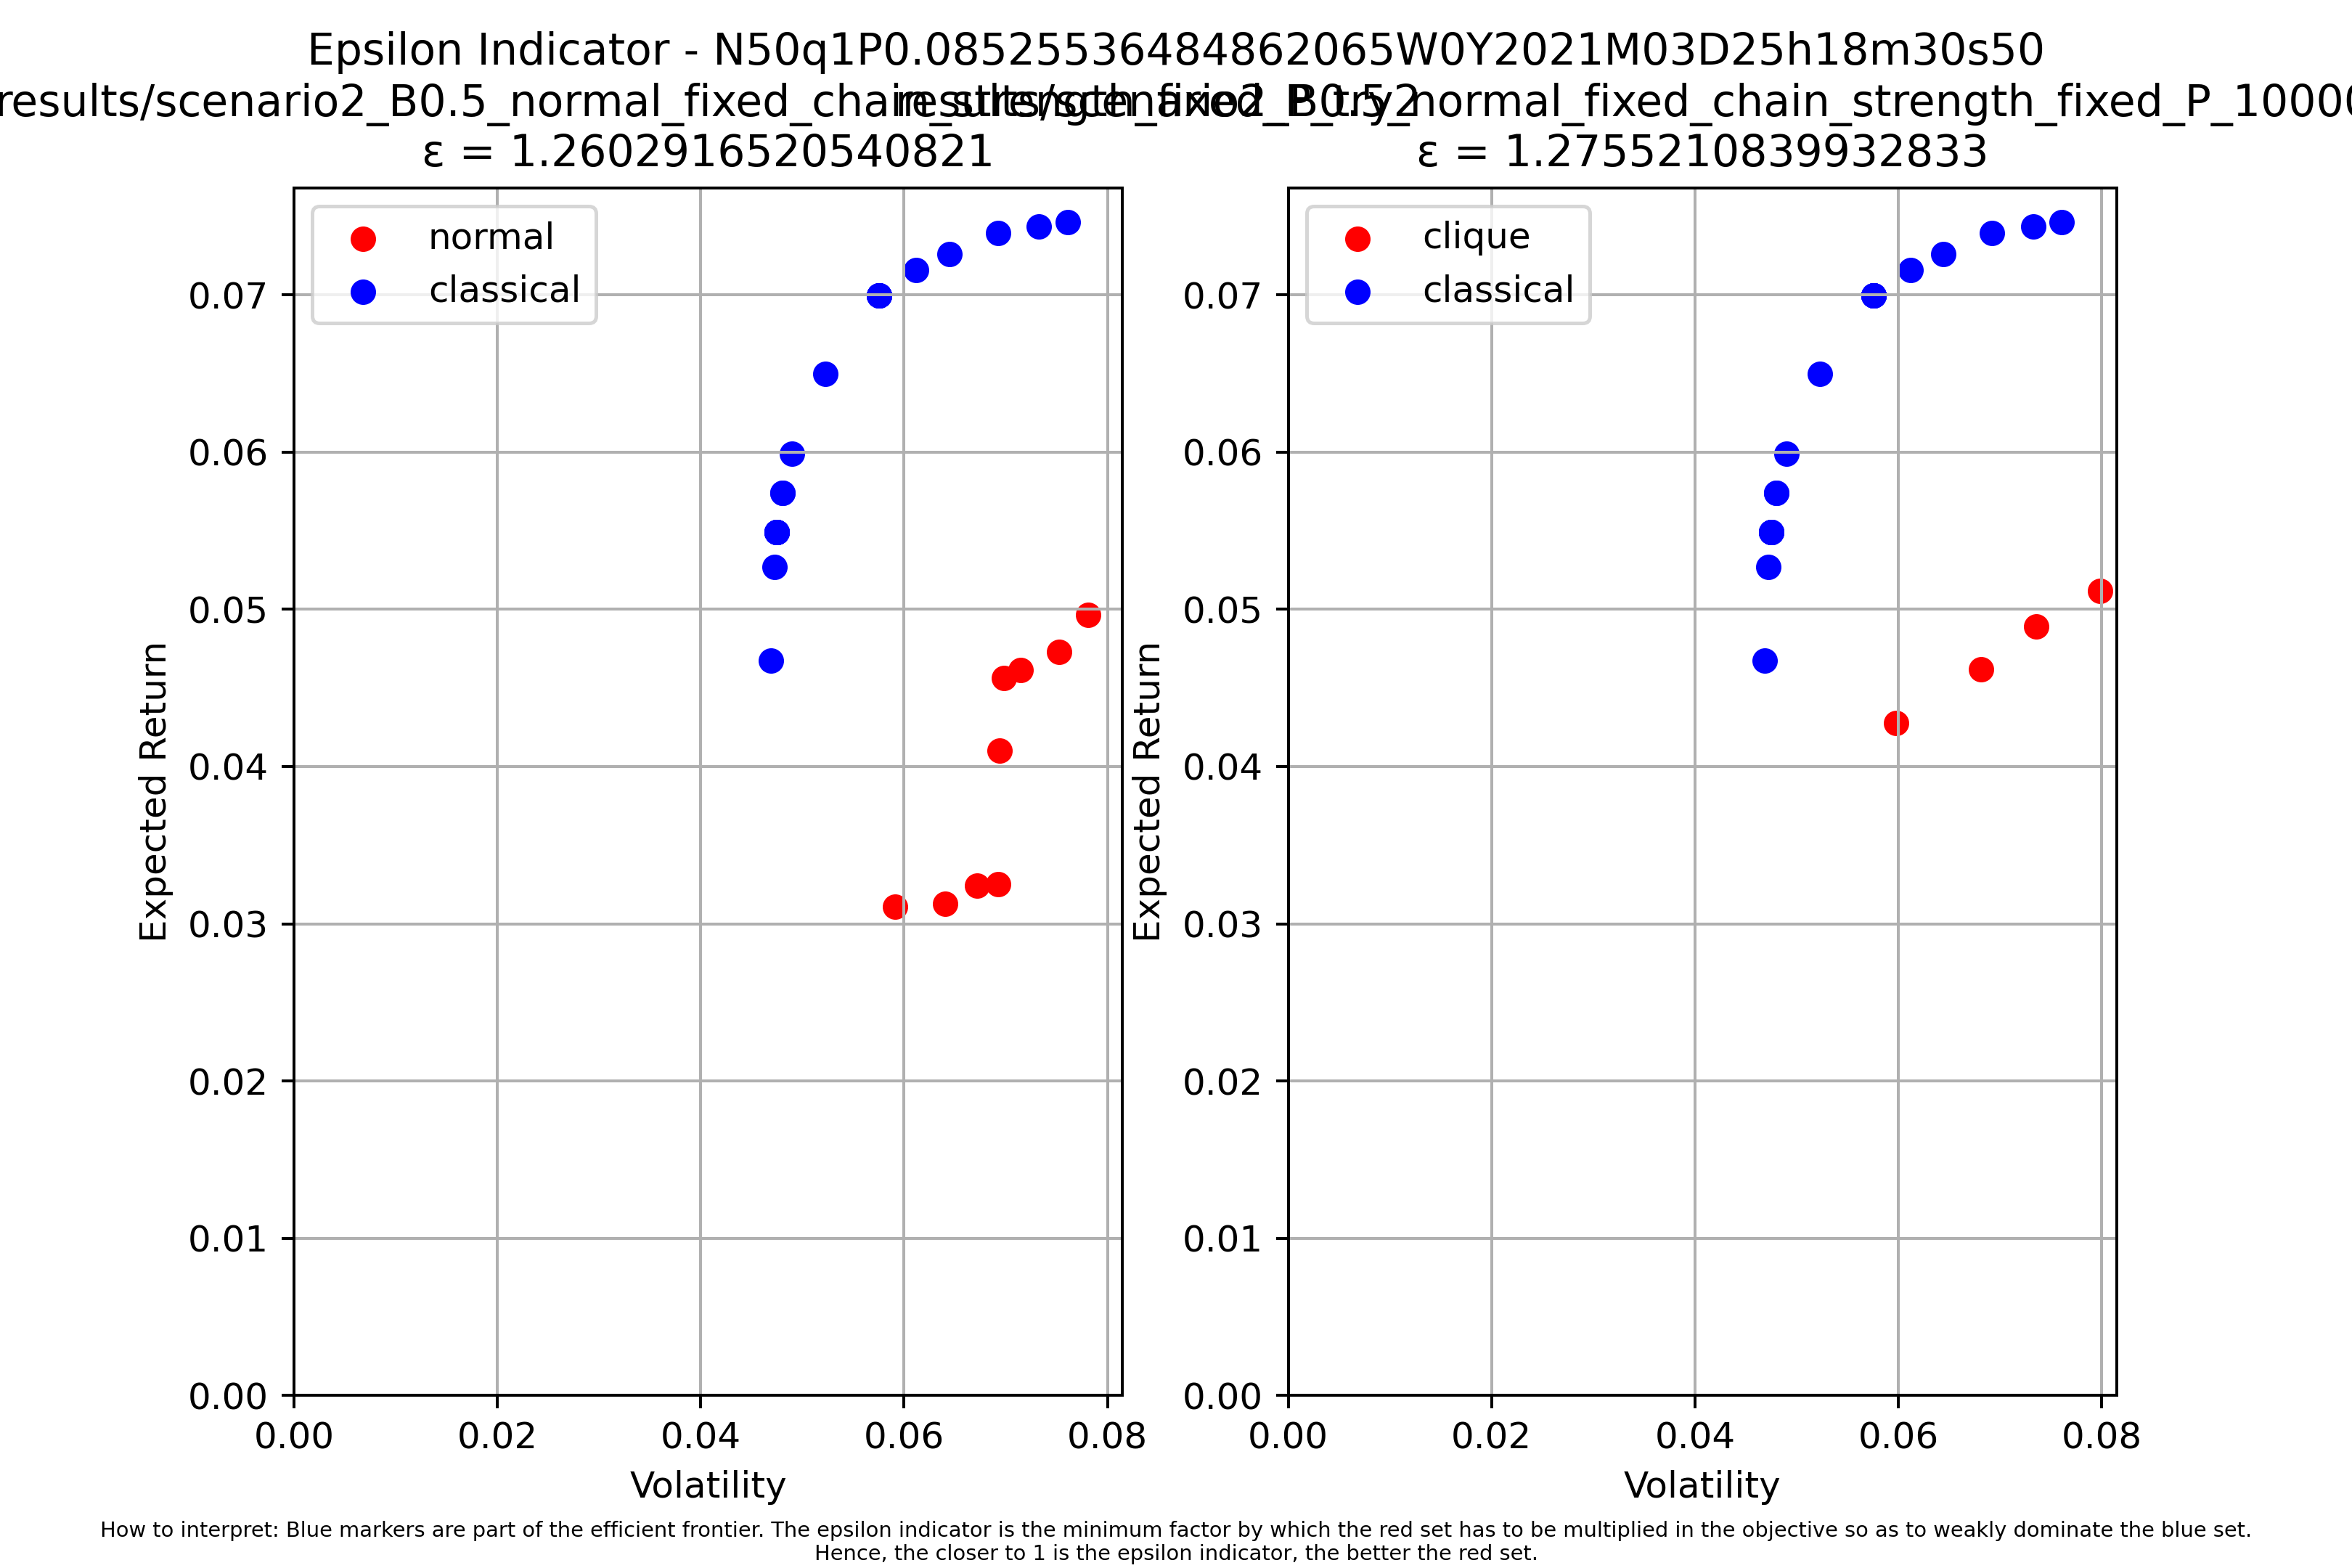 Epsilon Indicator - N50q1P0.08525536484862065W0Y2021M03D25h18m30s50
results/scenario2_B0.5_normal_fixed_chain_strength_fixed_P_try2
results/scenario2_B0.5_normal_fixed_chain_strength_fixed_P_10000
ε = 1.2602916520540821
ε = 1.2755210839932833
normal
classical
0.07
0.06
0.05
0.04
0.03
0.02
0.01
0.00
Expected Return
0.00 0.02 0.04 0.06 0.08
Volatility
clique
classical
0.07
0.06
0.05
0.04
0.03
0.02
0.01
0.00
Expected Return
0.00 0.02 0.04 0.06 0.08
Volatility
How to interpret: Blue markers are part of the efficient frontier. The epsilon indicator is the minimum factor by which the red set has to be multiplied in the objective so as to weakly dominate the blue set.
Hence, the closer to 1 is the epsilon indicator, the better the red set.